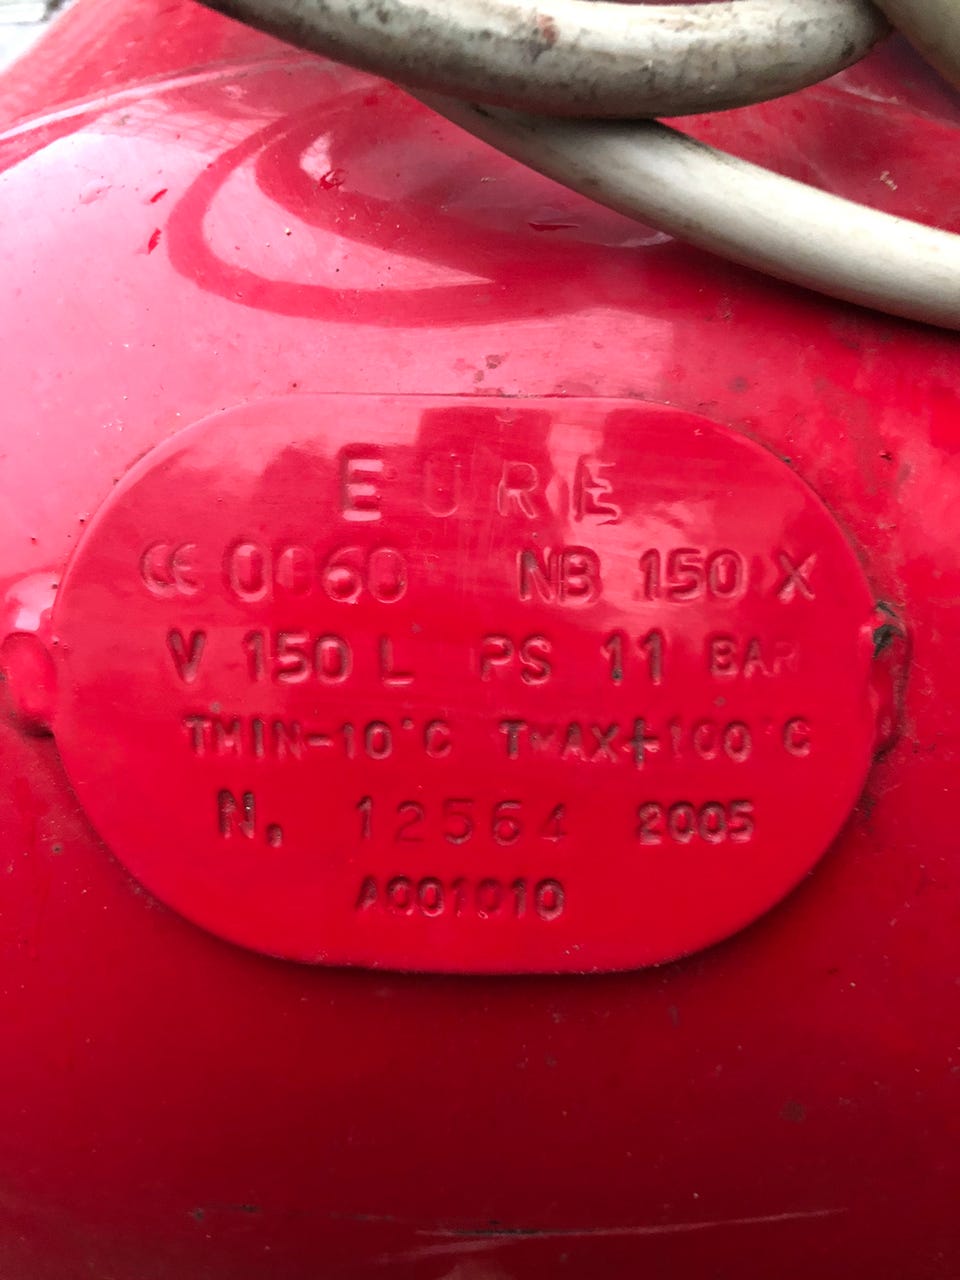 EURE
CE 0060 NB 150 X
V 150 L PS 11 BAR
TMIN-10°C TMAX+100°C
N. 12564 2005
A001010